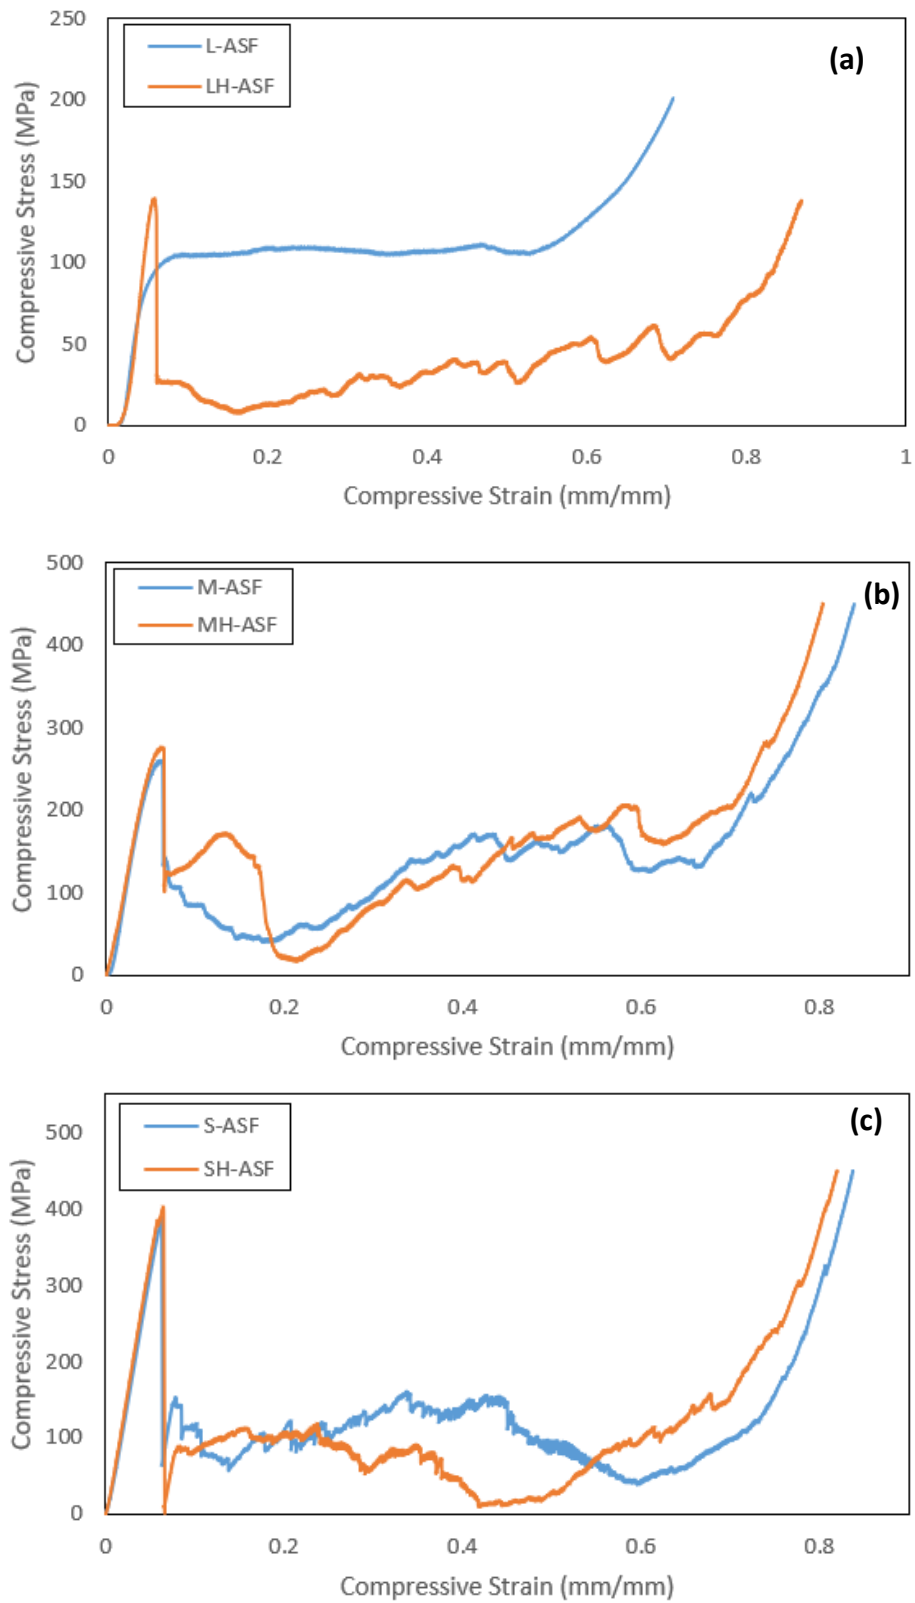 250
L-ASF
(a)
LH-ASF
200
150
100
50
0
Compressive Stress (MPa)
0 0.2 0.4 0.6 0.8 1
Compressive Strain (mm/mm)
500
M-ASF
(b)
MH-ASF
400
300
200
100
0
Compressive Stress (MPa)
0 0.2 0.4 0.6 0.8
Compressive Strain (mm/mm)
S-ASF
(c)
500
SH-ASF
400
300
200
100
0
Compressive Stress (MPa)
0 0.2 0.4 0.6 0.8
Compressive Strain (mm/mm)